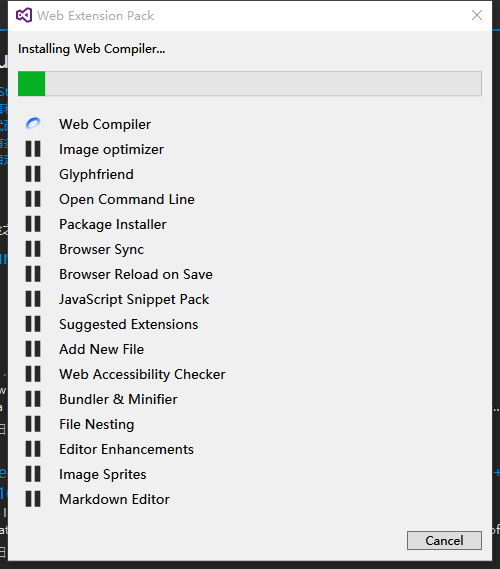 Web Extension Pack
Installing Web Compiler...
Web Compiler
Image optimizer
Glyphfriend
Open Command Line
Package Installer
Browser Sync
Browser Reload on Save
JavaScript Snippet Pack
Suggested Extensions
Add New File
Web Accessibility Checker
Bundler & Minifier
File Nesting
Editor Enhancements
Image Sprites
Markdown Editor
Cancel